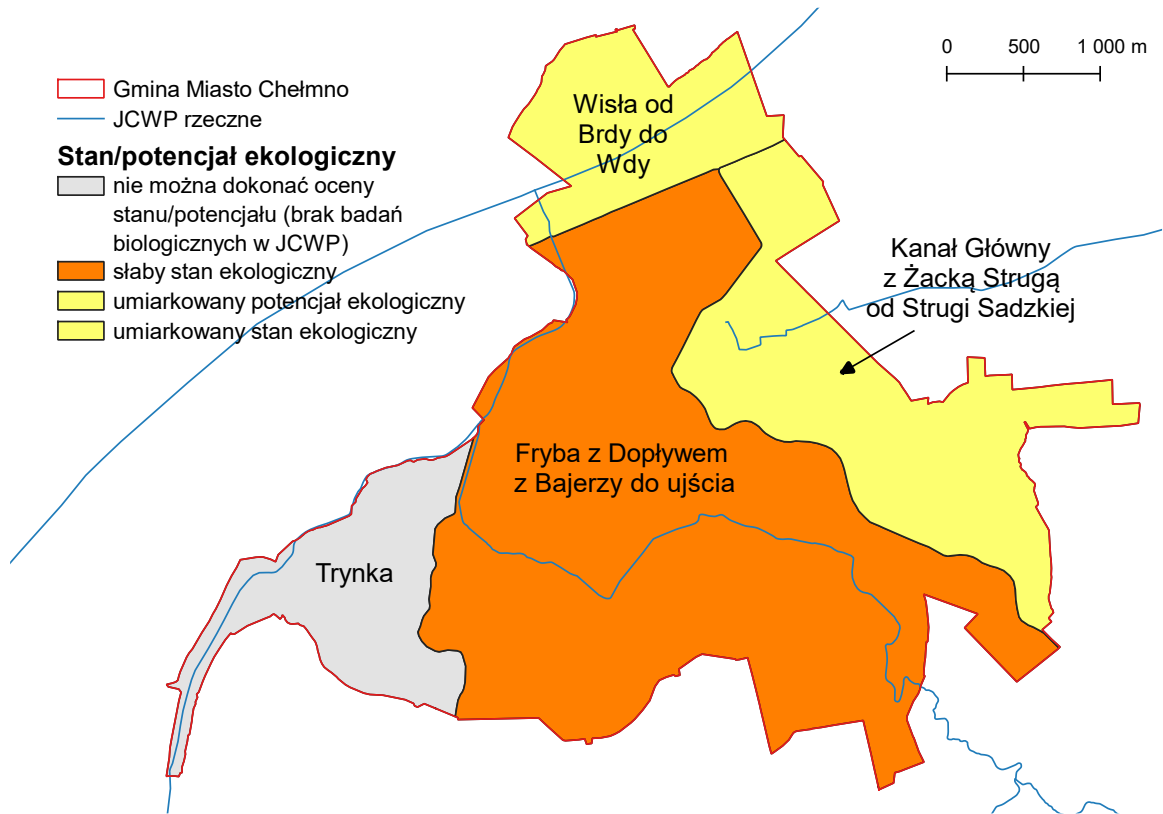 Gmina Miasto Chełmno
JCWP rzeczne
Stan/potencjał ekologiczny
nie można dokonać oceny
stanu/potencjału (brak badań
biologicznych w JCWP)
słaby stan ekologiczny
umiarkowany potencjał ekologiczny
umiarkowany stan ekologiczny
0 500 1 000 m
Wisła od
Brdy do
Wdy
Kanał Główny
z Żacką Strugą
od Strugi Sadzkiej
Fryba z Dopływem
z Bajerzy do ujścia
Trynka